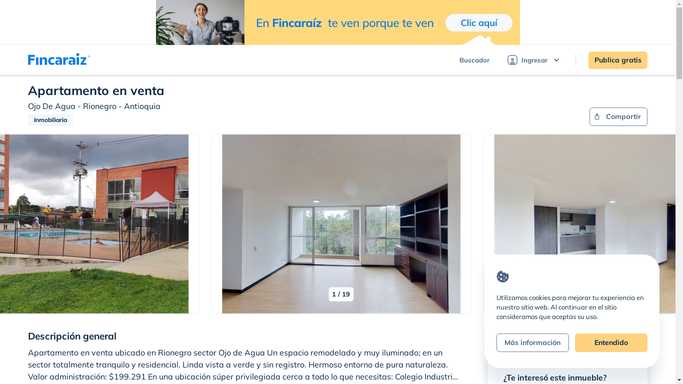 En Fincaraíz te ven porque te ven
Clic aquí
Fincaraiz
Buscador
Ingresar
Publica gratis
Apartamento en venta
Ojo De Agua - Rionegro - Antioquia
Inmobiliaria
Compartir
1 / 19
Utilizamos cookies para mejorar tu experiencia en
nuestro sitio web. Al continuar en el sitio
consideramos que aceptas su uso.
Más información
Entendido
Descripción general
Apartamento en venta ubicado en Rionegro sector Ojo de Agua Un espacio remodelado y muy iluminado; en un
sector totalmente tranquilo y residencial. Linda vista a verde y sin registro. Hermoso entorno de pura naturaleza.
Valor administración: $199.291 En una ubicación súper privilegiada cerca a todo lo que necesitas: Colegio Industri...
¿Te interesó este inmueble?